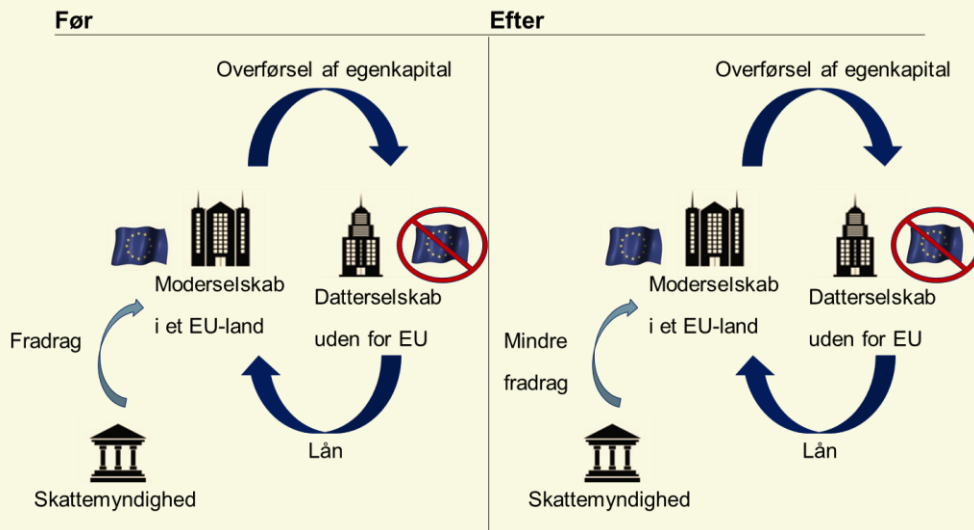 Før
Overførsel af egenkapital
Moderselskab
i et EU-land
Datterselskab
uden for EU
Fradrag
Lån
Skattemyndighed
Efter
Overførsel af egenkapital
Moderselskab
i et EU-land
Datterselskab
uden for EU
Mindre
fradrag
Lån
Skattemyndighed